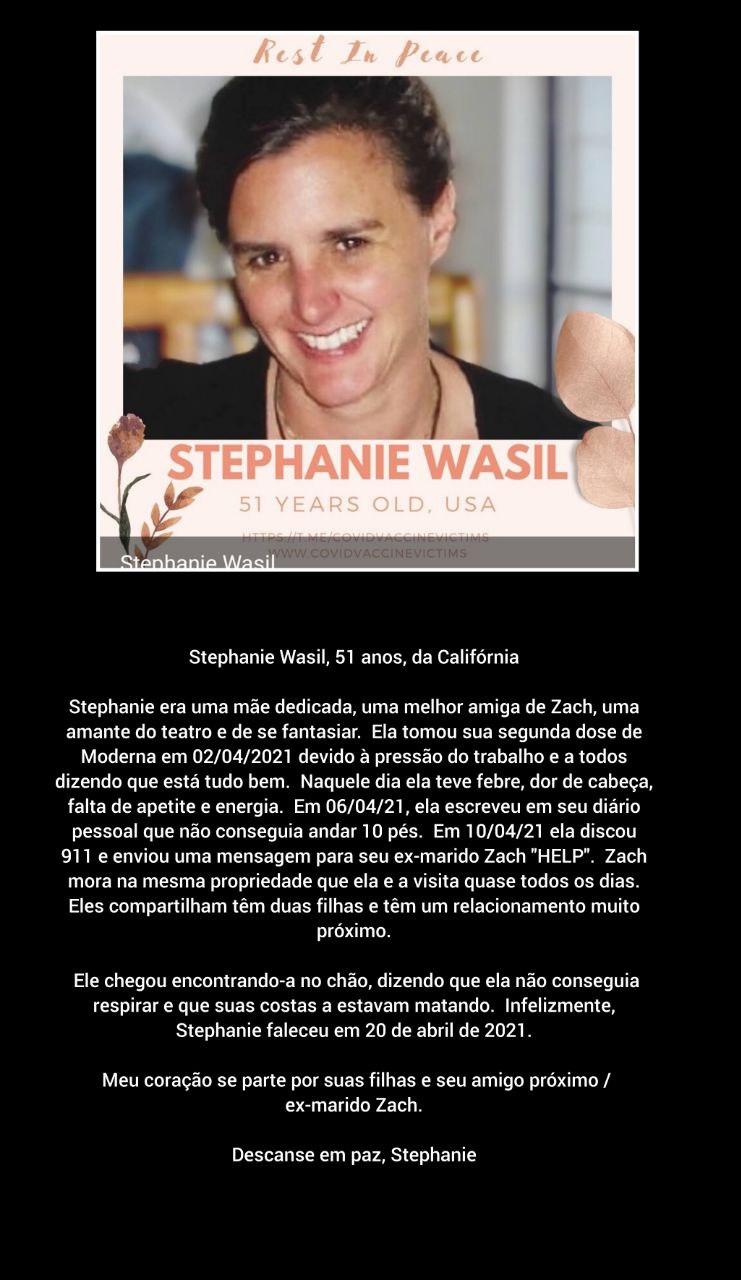 Rest In Peace
STEPHANIE WASIL
51 YEARS OLD, USA
HTTPS://T.ME/COVIDVACCINEVICTIMS
WWW.COVIDVACCINEVICTIMS
Stephanie Wasil
Stephanie Wasil, 51 anos, da Califórnia
Stephanie era uma mãe dedicada, uma melhor amiga de Zach, uma
amante do teatro e de se fantasiar.  Ela tomou sua segunda dose de
Moderna em 02/04/2021 devido à pressão do trabalho e a todos
dizendo que está tudo bem.  Naquele dia ela teve febre, dor de cabeça,
falta de apetite e energia.  Em 06/04/21, ela escreveu em seu diário
pessoal que não conseguia andar 10 pés.  Em 10/04/21 ela discou
911 e enviou uma mensagem para seu ex-marido Zach "HELP".  Zach
mora na mesma propriedade que ela e a visita quase todos os dias.
Eles compartilham têm duas filhas e têm um relacionamento muito
próximo.
Ele chegou encontrando-a no chão, dizendo que ela não conseguia
respirar e que suas costas a estavam matando.  Infelizmente,
Stephanie faleceu em 20 de abril de 2021.
Meu coração se parte por suas filhas e seu amigo próximo /
ex-marido Zach.
Descanse em paz, Stephanie